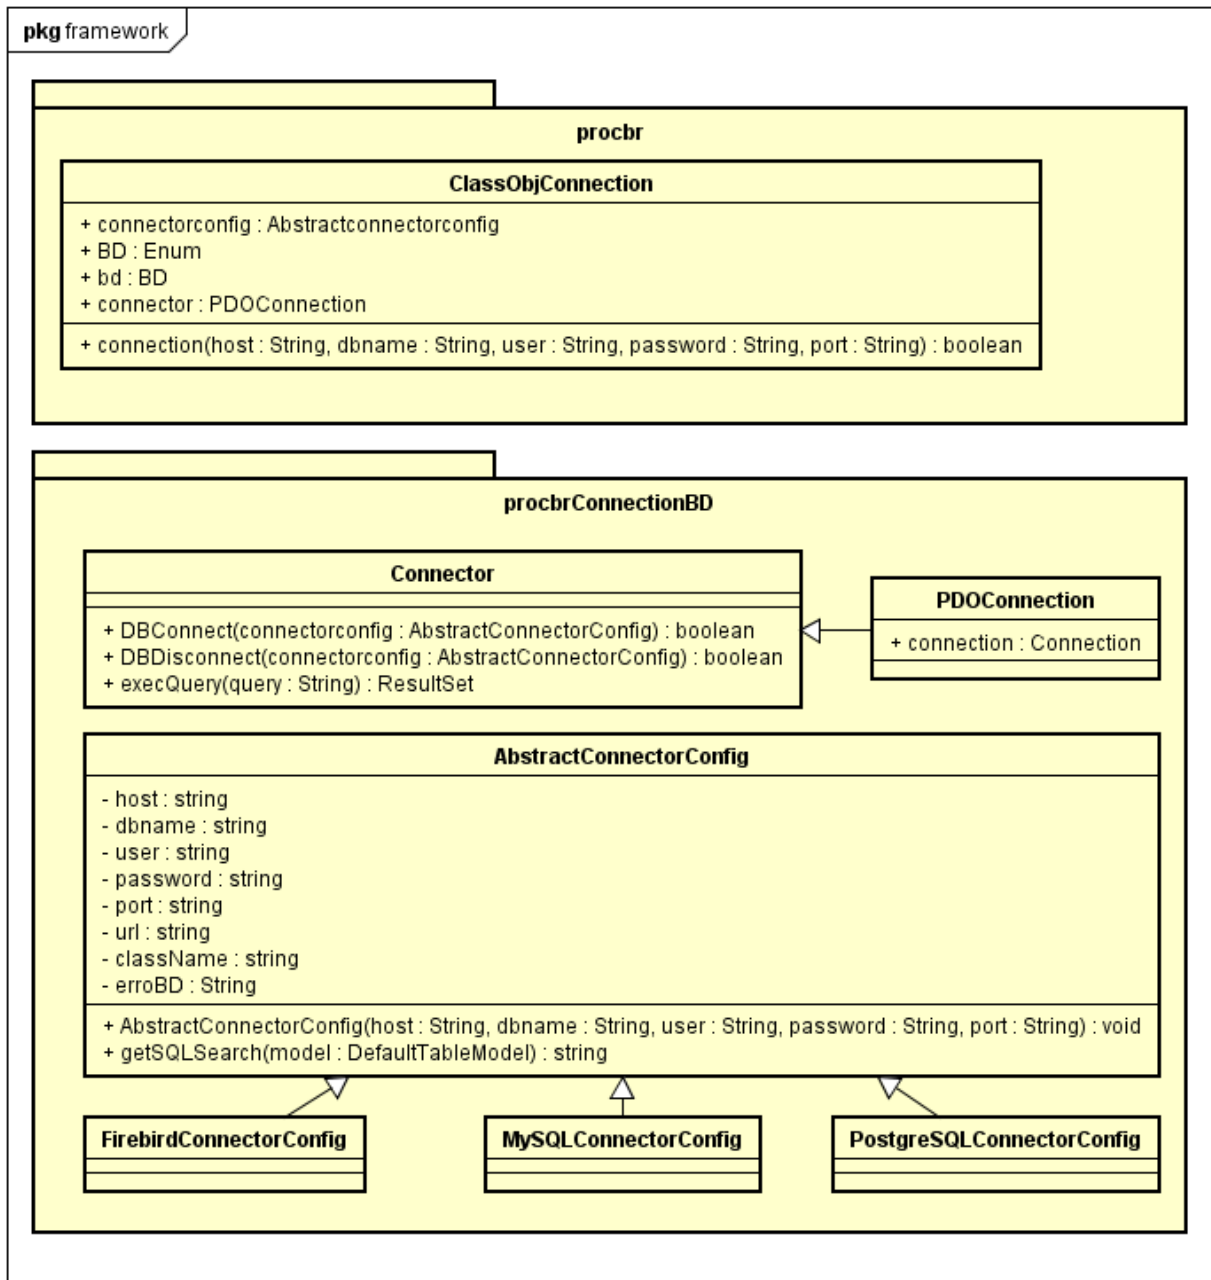 pkg framework
procbr
ClassObjConnection
+ connectorconfig : Abstractconnectorconfig
+ BD : Enum
+ bd : BD
+ connector : PDOConnection
+ connection(host : String, dbname : String, user : String, password : String, port : String) : boolean
procbrConnectionBD
Connector
+ DBConnect(connectorconfig : AbstractConnectorConfig) : boolean
+ DBDisconnect(connectorconfig : AbstractConnectorConfig) : boolean
+ execQuery(query : String) : ResultSet
PDOConnection
+ connection : Connection
AbstractConnectorConfig
- host : string
- dbname : string
- user : string
- password : string
- port : string
- url : string
- className : string
- erroBD : String
+ AbstractConnectorConfig(host : String, dbname : String, user : String, password : String, port : String) : void
+ getSQLSearch(model : DefaultTableModel) : string
FirebirdConnectorConfig
MySQLConnectorConfig
PostgreSQLConnectorConfig